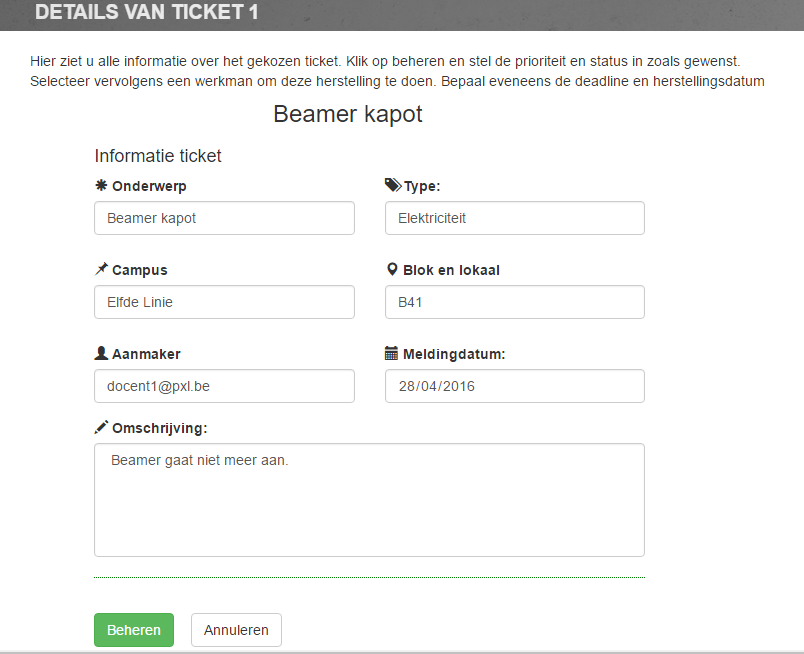 DETAILS VAN TICKET 1
Hier ziet u alle informatie over het gekozen ticket. Klik op beheren en stel de prioriteit en status in zoals gewenst.
Selecteer vervolgens een werkman om deze herstelling te doen. Bepaal eveneens de deadline en herstellingsdatum
Beamer kapot
Informatie ticket
Onderwerp
Type:
Beamer kapot
Elektriciteit
Campus
Blok en lokaal
Elfde Linie
B41
Aanmaker
Meldingdatum:
docent1@pxl.be
28/04/2016
Omschrijving:
Beamer gaat niet meer aan.
Beheren
Annuleren